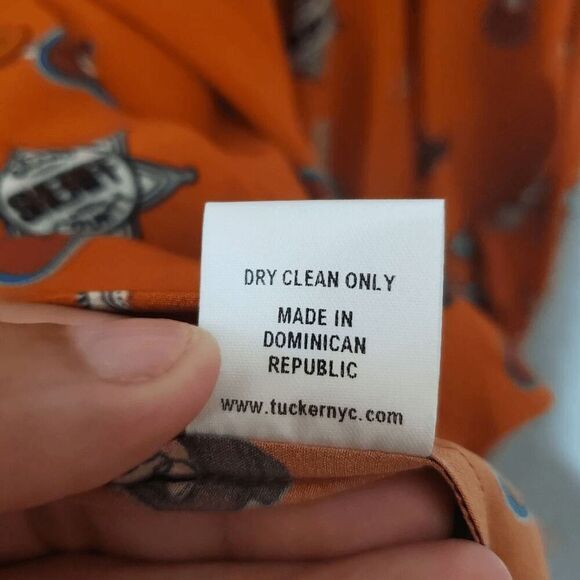 DRY CLEAN ONLY
MADE IN
DOMINICAN
REPUBLIC
www.tuckernyc.com